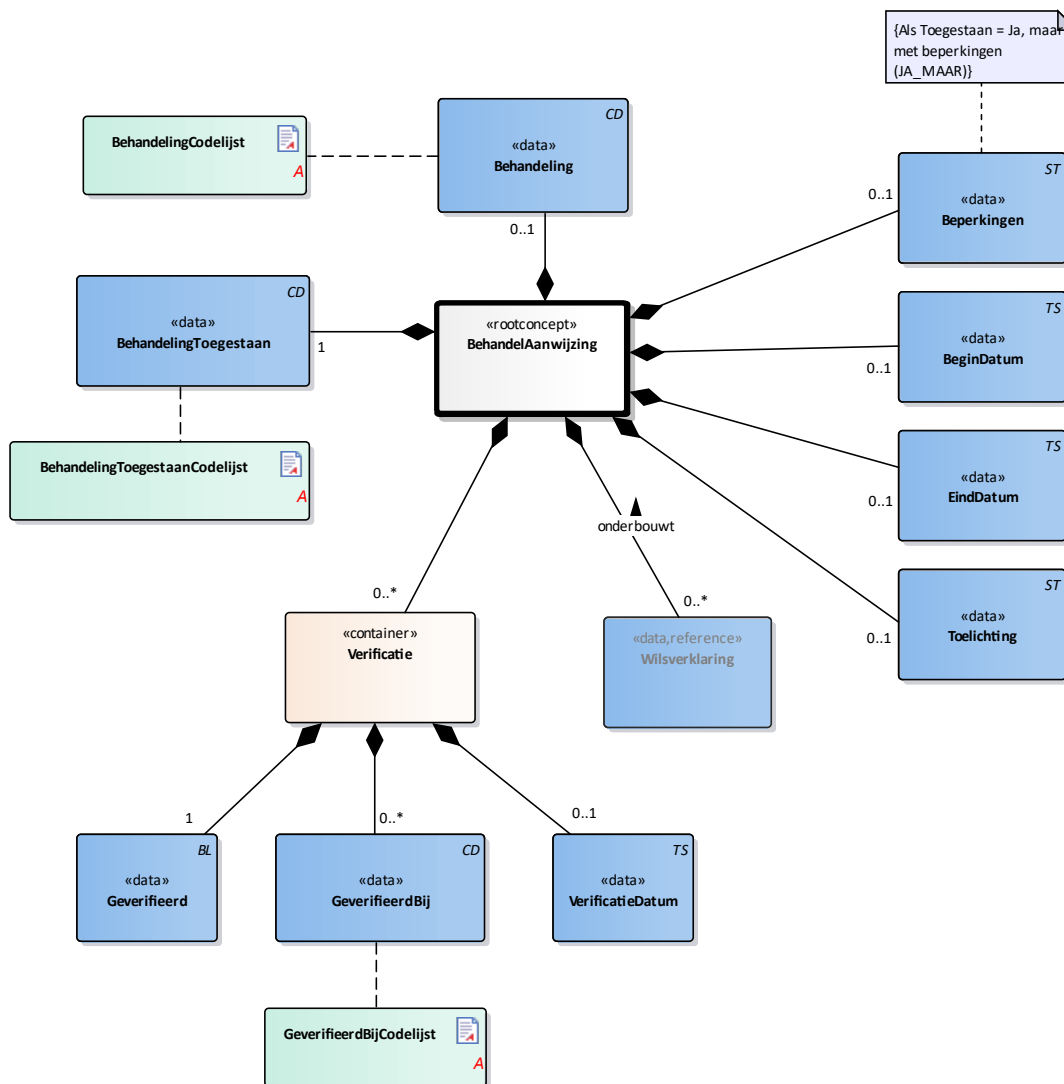 {Als Toegestaan = Ja, maar
met beperkingen
(JA_MAAR)}
CD
«data»
Behandeling
BehandelingCodelijst
A
0..1
ST
«data»
Beperkingen
0..1
CD
«data»
BehandelingToegestaan
1
«rootconcept»
BehandelAanwijzing
TS
«data»
BeginDatum
0..1
BehandelingToegestaanCodelijst
A
TS
«data»
EindDatum
0..1
onderbouwt
ST
«data»
Toelichting
0..1
0..*
0..*
«container»
Verificatie
«data,reference»
Wilsverklaring
1
0..*
0..1
BL
«data»
Geverifieerd
CD
«data»
GeverifieerdBij
TS
«data»
VerificatieDatum
GeverifieerdBijCodelijst
A